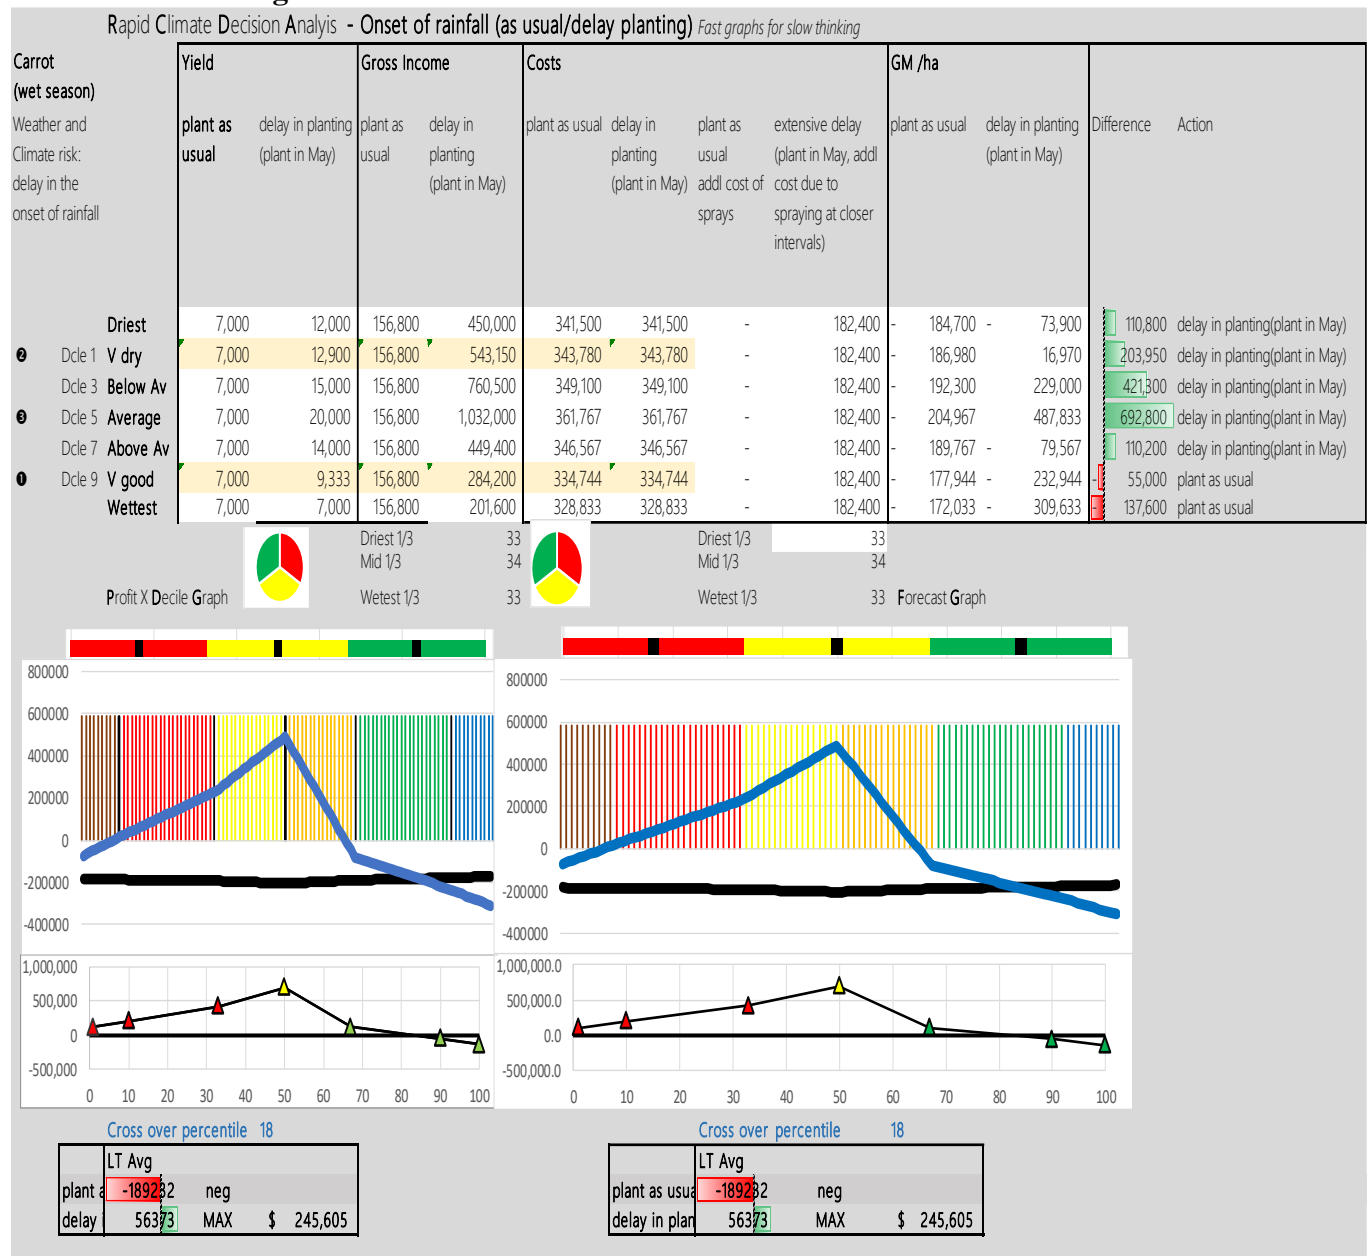 Rapid Climate Decision Analyis - Onset of rainfall (as usual/delay planting) Fast graphs for slow thinking
Carrot (wet season) Yield Gross Income Costs GM /ha
Weather and Climate risk: delay in the onset of rainfall
plant as usual
delay in planting (plant in May)
plant as usual
delay in planting (plant in May)
plant as usual
delay in planting (plant in May)
plant as usual addl cost of sprays
extensive delay (plant in May, addl cost due to spraying at closer intervals)
plant as usual
delay in planting (plant in May)
Difference
Action
Driest 7,000 12,000 156,800 450,000 341,500 341,500 - 182,400 - 184,700 - 73,900 110,800 delay in planting(plant in May)
❷ Dcle 1 V dry 7,000 12,900 156,800 543,150 343,780 343,780 - 182,400 - 186,980 16,970 203,950 delay in planting(plant in May)
Dcle 3 Below Av 7,000 15,000 156,800 760,500 349,100 349,100 - 182,400 - 192,300 229,000 421,300 delay in planting(plant in May)
❸ Dcle 5 Average 7,000 20,000 156,800 1,032,000 361,767 361,767 - 182,400 - 204,967 487,833 692,800 delay in planting(plant in May)
Dcle 7 Above Av 7,000 14,000 156,800 449,400 346,567 346,567 - 182,400 - 189,767 - 79,567 110,200 delay in planting(plant in May)
❶ Dcle 9 V good 7,000 9,333 156,800 284,200 334,744 334,744 - 182,400 - 177,944 - 232,944 - 55,000 plant as usual
Wettest 7,000 7,000 156,800 201,600 328,833 328,833 - 182,400 - 172,033 - 309,633 - 137,600 plant as usual
Driest 1/3 33 Driest 1/3 33
Mid 1/3 34 Mid 1/3 34
Profit X Decile Graph Wetest 1/3 33 Wetest 1/3 33 Forecast Graph
800000
600000
400000
200000
0
-200000
-400000
800000
600000
400000
200000
0
-200000
-400000
1,000,000
500,000
0
-500,000
0 10 20 30 40 50 60 70 80 90 100
1,000,000.0
500,000.0
0.0
-500,000.0
0 10 20 30 40 50 60 70 80 90 100
Cross over percentile 18
LT Avg
plant a -189232 neg
delay i 56373 MAX $ 245,605
Cross over percentile 18
LT Avg
plant as usua -189232 neg
delay in plan 56373 MAX $ 245,605